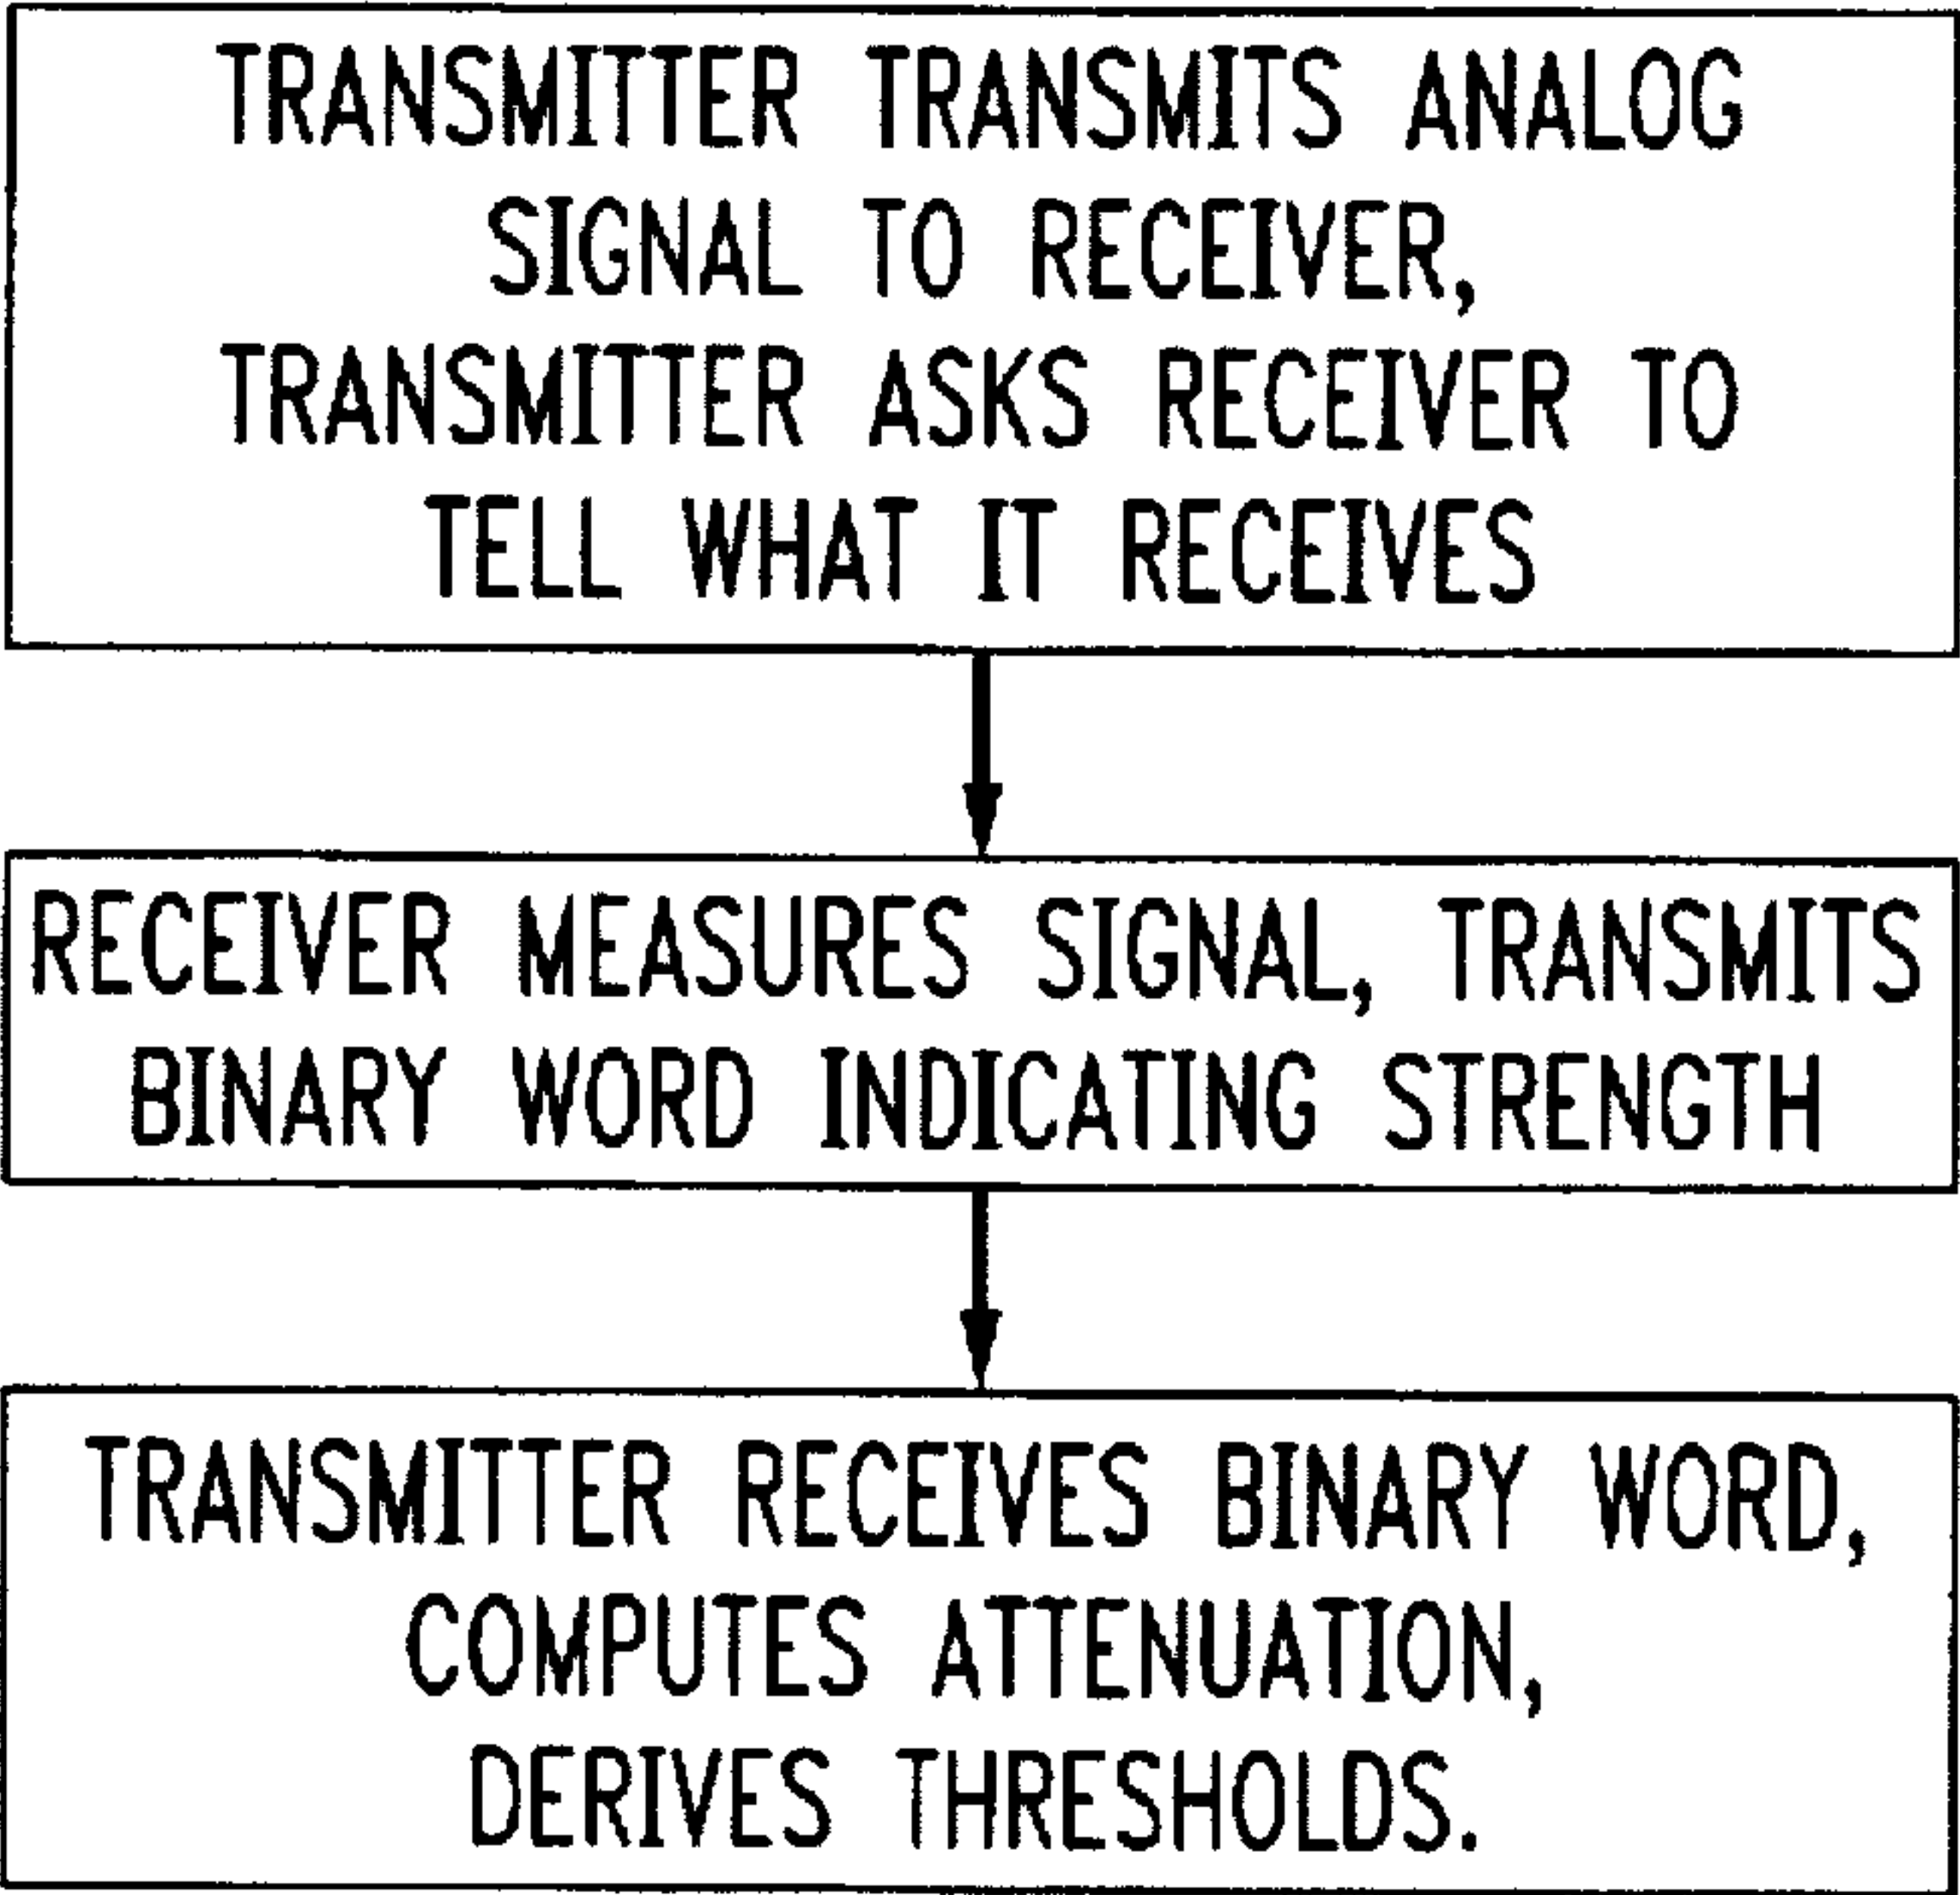 TRANSMITTER TRANSMITS ANALOG
SIGNAL TO RECEIVER,
TRANSMITTER ASKS RECEIVER TO
TELL WHAT IT RECEIVES
RECEIVER MEASURES SIGNAL, TRANSMITS
BINARY WORD INDICATING STRENGTH
TRANSMITTER RECEIVES BINARY WORD,
COMPUTES ATTENUATION,
DERIVES THRESHOLDS.